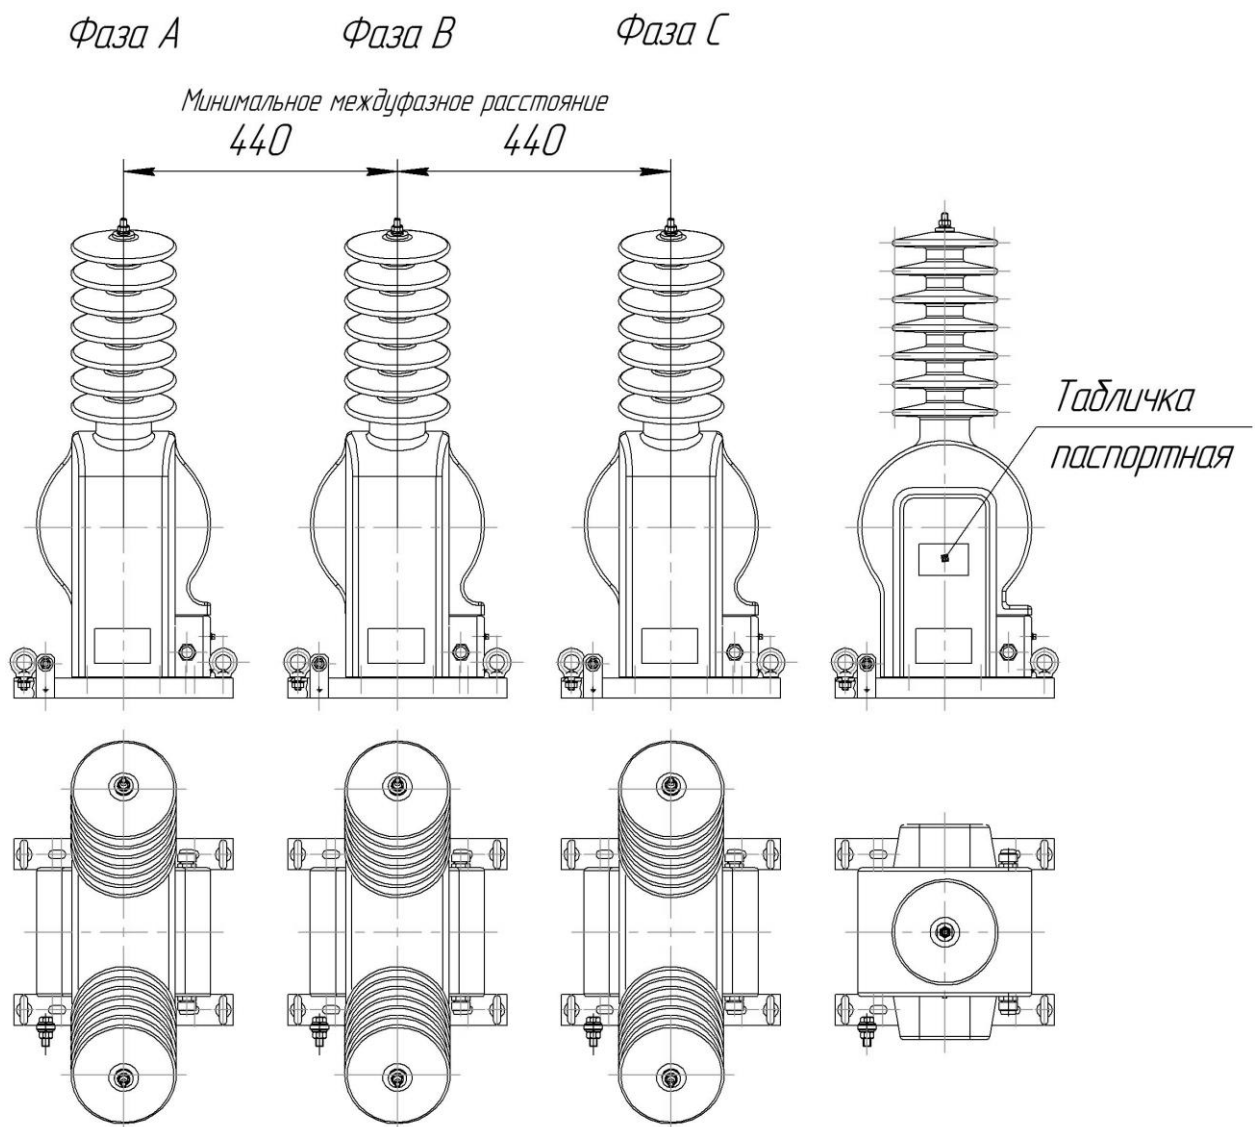 Фаза А Фаза В Фаза С
Минимальное междуфазное расстояние
440 440
Табличка
паспортная